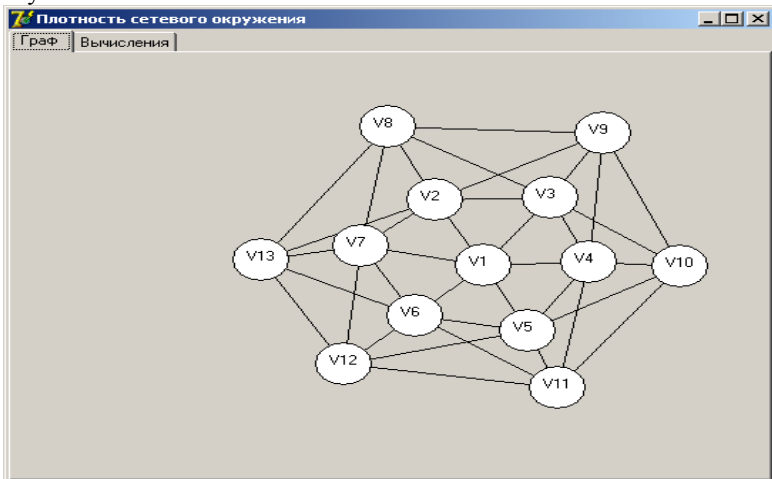 Плотность сетевого окружения
Граф Вычисления
V8
V9
V2
V3
V7
V13
V1
V4
V10
V6
V5
V12
V11